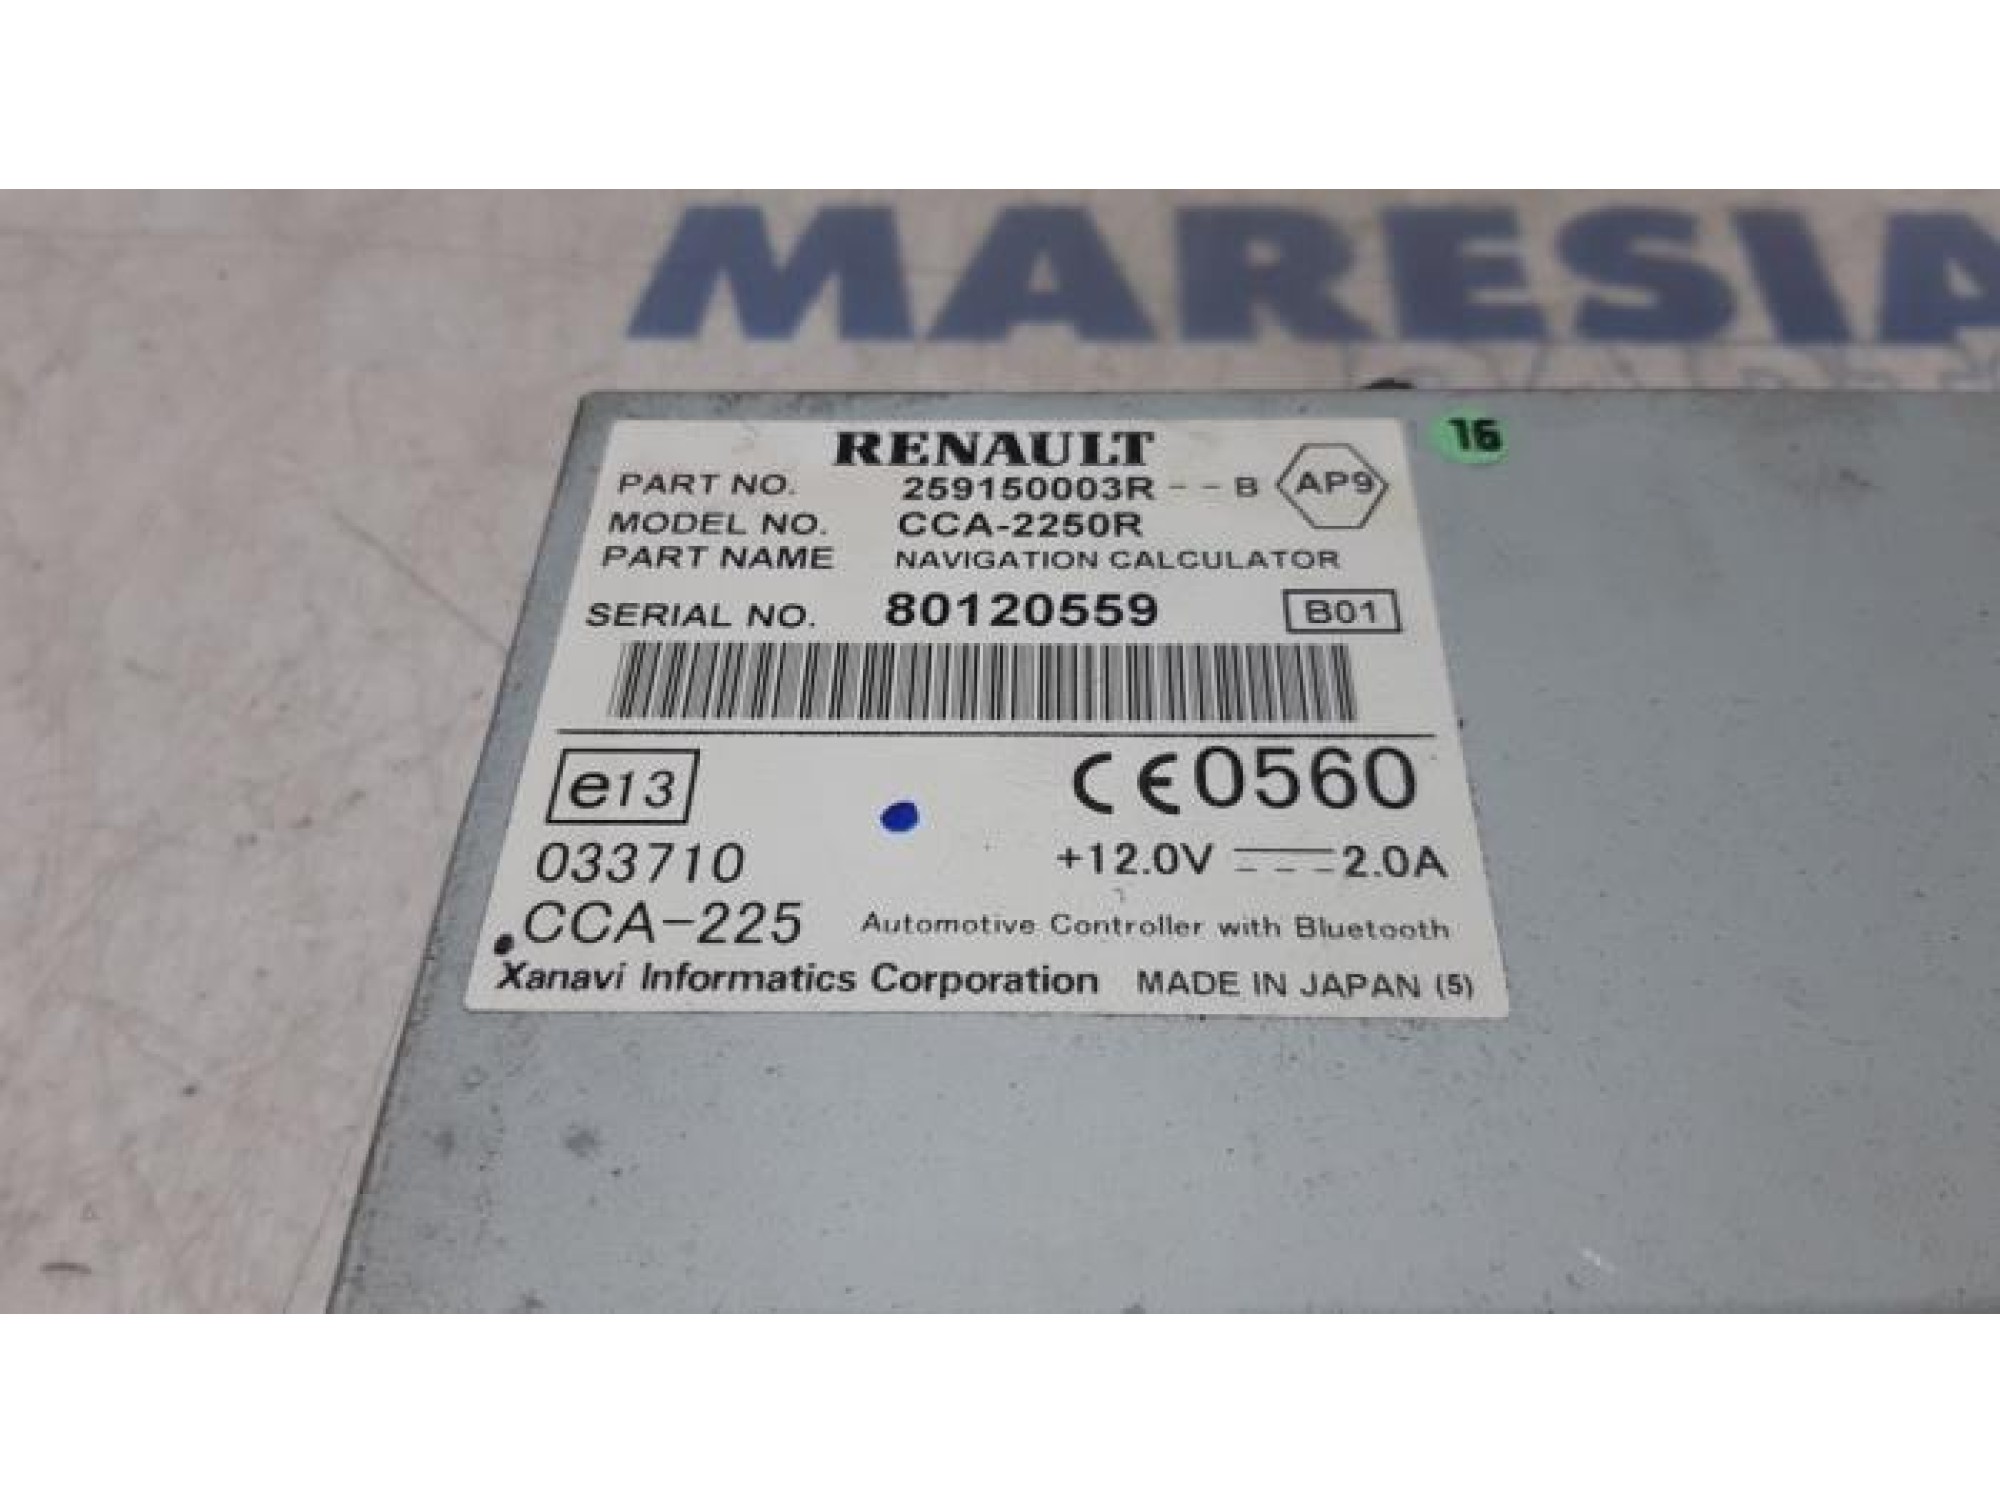 MARESIA
RENAULT
16
PART NO. 259150003R--B AP9
MODEL NO. CCA-2250R
PART NAME NAVIGATION CALCULATOR
SERIAL NO. 80120559 B01
e13 CE0560
033710 +12.0V 2.0A
CCA-225 Automotive Controller with Bluetooth
Xanavi Informatics Corporation MADE IN JAPAN (5)